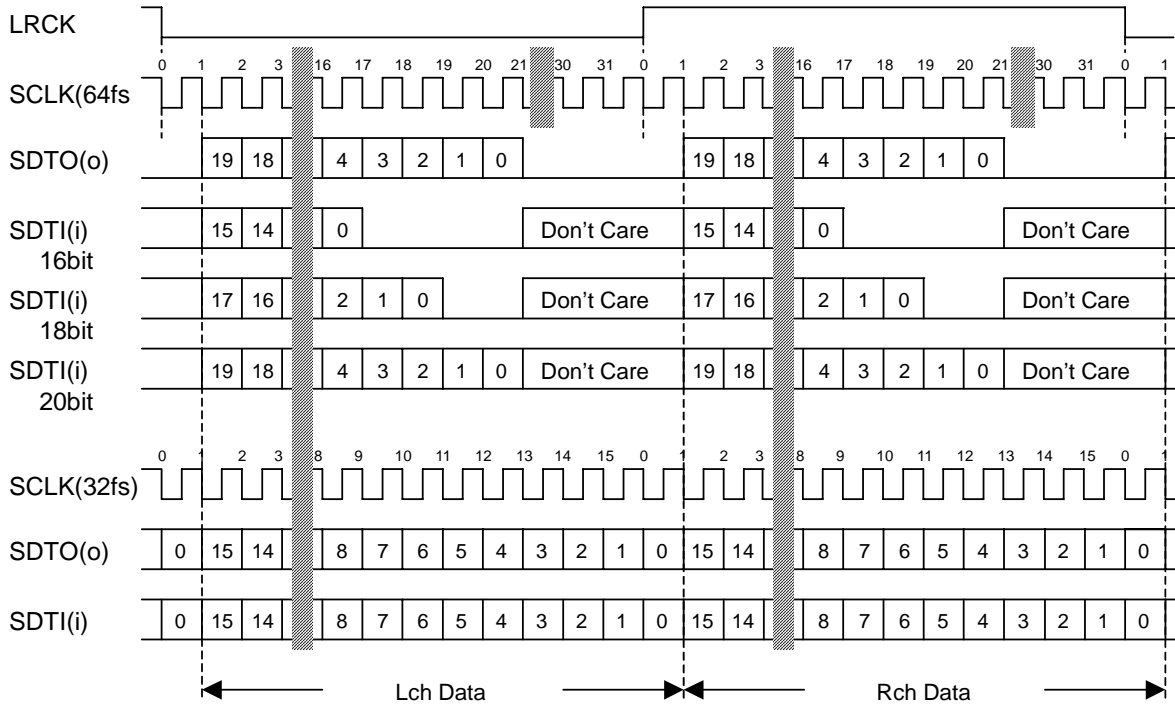 LRCK
0 1 2 3 16 17 18 19 20 21 30 31 0 1 2 3 16 17 18 19 20 21 30 31 0 1
SCLK(64fs
SDTO(o) 19 18 4 3 2 1 0 19 18 4 3 2 1 0
SDTI(i) 15 14 0 Don't Care 15 14 0 Don't Care
16bit
SDTI(i) 17 16 2 1 0 Don't Care 17 16 2 1 0 Don't Care
18bit
SDTI(i) 19 18 4 3 2 1 0 Don't Care 19 18 4 3 2 1 0 Don't Care
20bit
0 1 2 3 8 9 10 11 12 13 14 15 0 1 2 3 8 9 10 11 12 13 14 15 0 1
SCLK(32fs)
SDTO(o) 0 15 14 8 7 6 5 4 3 2 1 0 15 14 8 7 6 5 4 3 2 1 0
SDTI(i) 0 15 14 8 7 6 5 4 3 2 1 0 15 14 8 7 6 5 4 3 2 1 0
Lch Data Rch Data